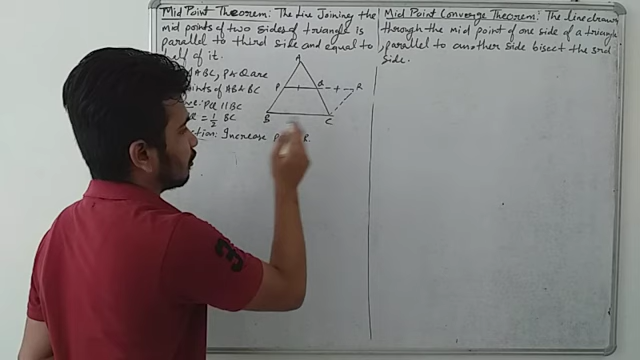 Mid Point Theorem: The Line Joining the
mid points of two sides of triangle is
parallel to third side and equal to
half of it.
ABC, P & Q are
points of AB & BC
PQ || BC
= 1/2 BC
Increase
R.
A
P
Q
R
B
C
Mid Point Converge Theorem: The line drawn
through the mid point of one side of a triangle
parallel to another side bisect the 3rd
side.
3